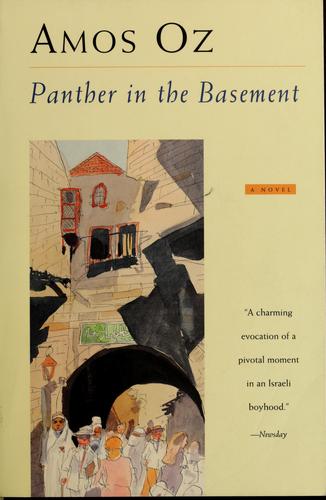 AMOS OZ
Panther in the Basement
A NOVEL
"A charming
evocation of a
pivotal moment
in an Israeli
boyhood."
—Newsday